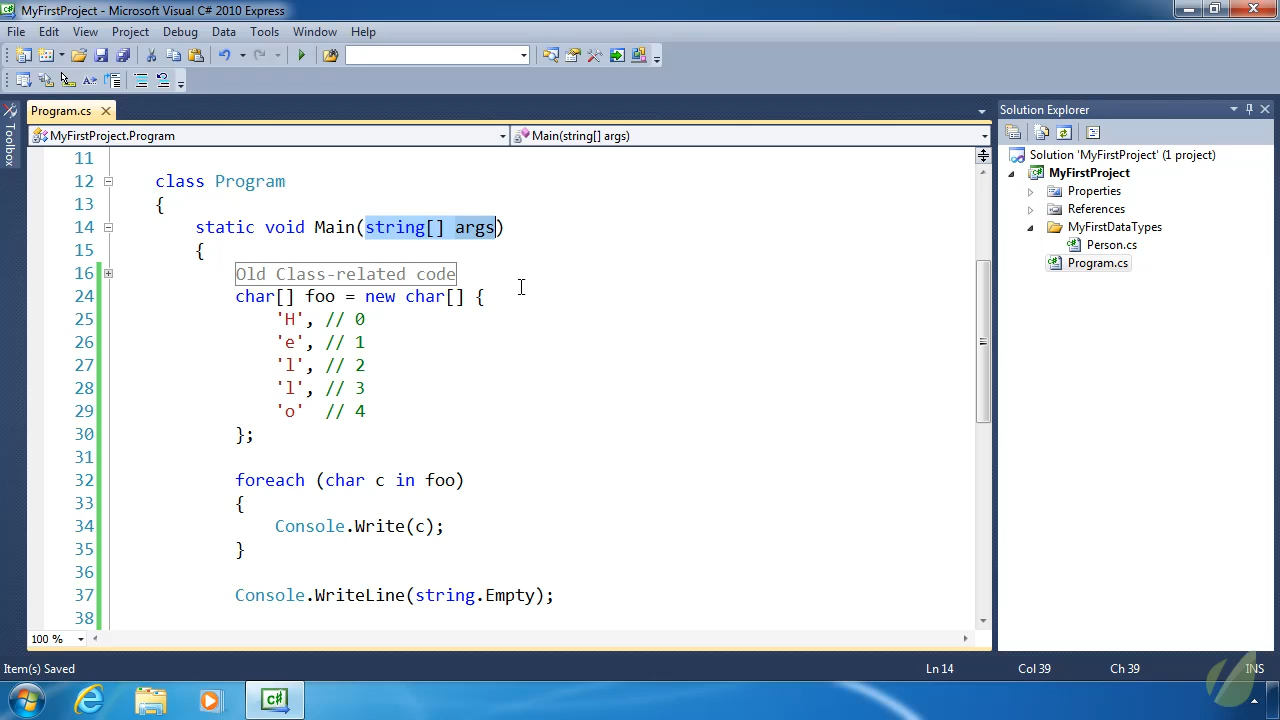 MyFirstProject - Microsoft Visual C# 2010 Express
File Edit View Project Debug Data Tools Window Help
Program.cs
MyFirstProject.Program
Main(string[] args)
Toolbox
11
12 class Program
13 {
14 static void Main(string[] args)
15 {
16 Old Class-related code
24 char[] foo = new char[] {
25 'H', // 0
26 'e', // 1
27 'l', // 2
28 'l', // 3
29 'o' // 4
30 };
31
32 foreach (char c in foo)
33 {
34 Console.Write(c);
35 }
36
37 Console.WriteLine(string.Empty);
38
100 %
Solution Explorer
Solution 'MyFirstProject' (1 project)
MyFirstProject
Properties
References
MyFirstDataTypes
Person.cs
Program.cs
Item(s) Saved
Ln 14 Col 39 Ch 39 INS